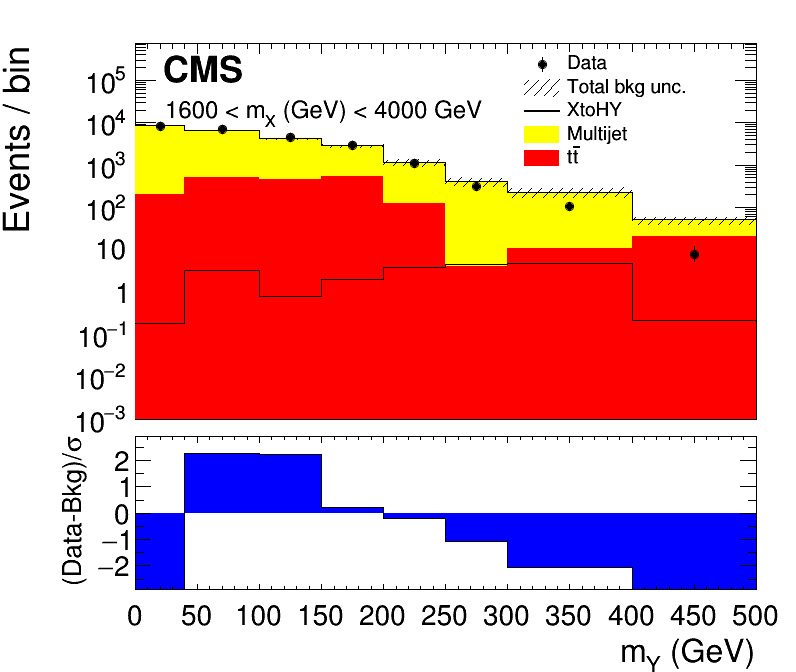 Events / bin
CMS
1600 < m_X (GeV) < 4000 GeV
Data
Total bkg unc.
XtoHY
Multijet
tt̄
10^5
10^4
10^3
10^2
10
1
10^−1
10^−2
10^−3
(Data-Bkg)/σ
2
1
0
−1
−2
0 50 100 150 200 250 300 350 400 450 500
m_Y (GeV)